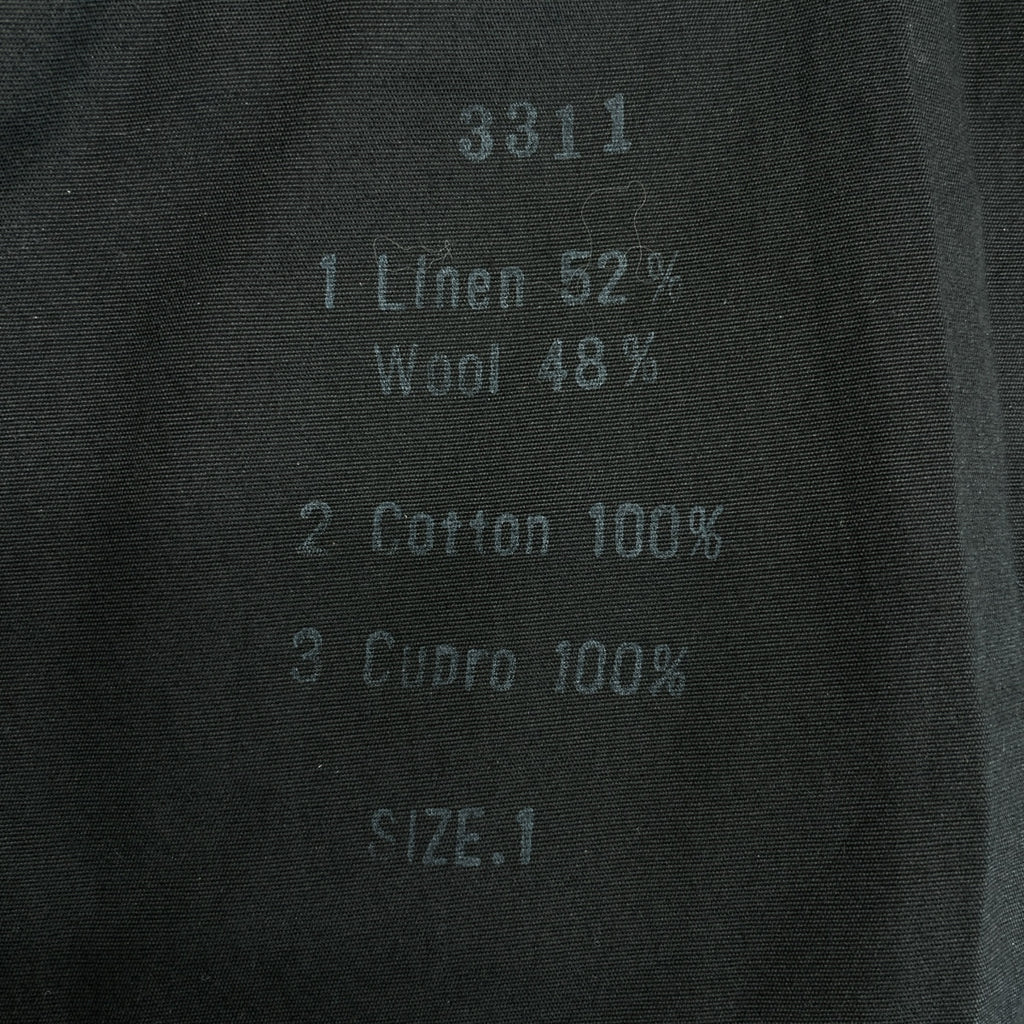 3311
1 Linen 52%
Wool 48%
2 Cotton 100%
3 Cupro 100%
SIZE.1